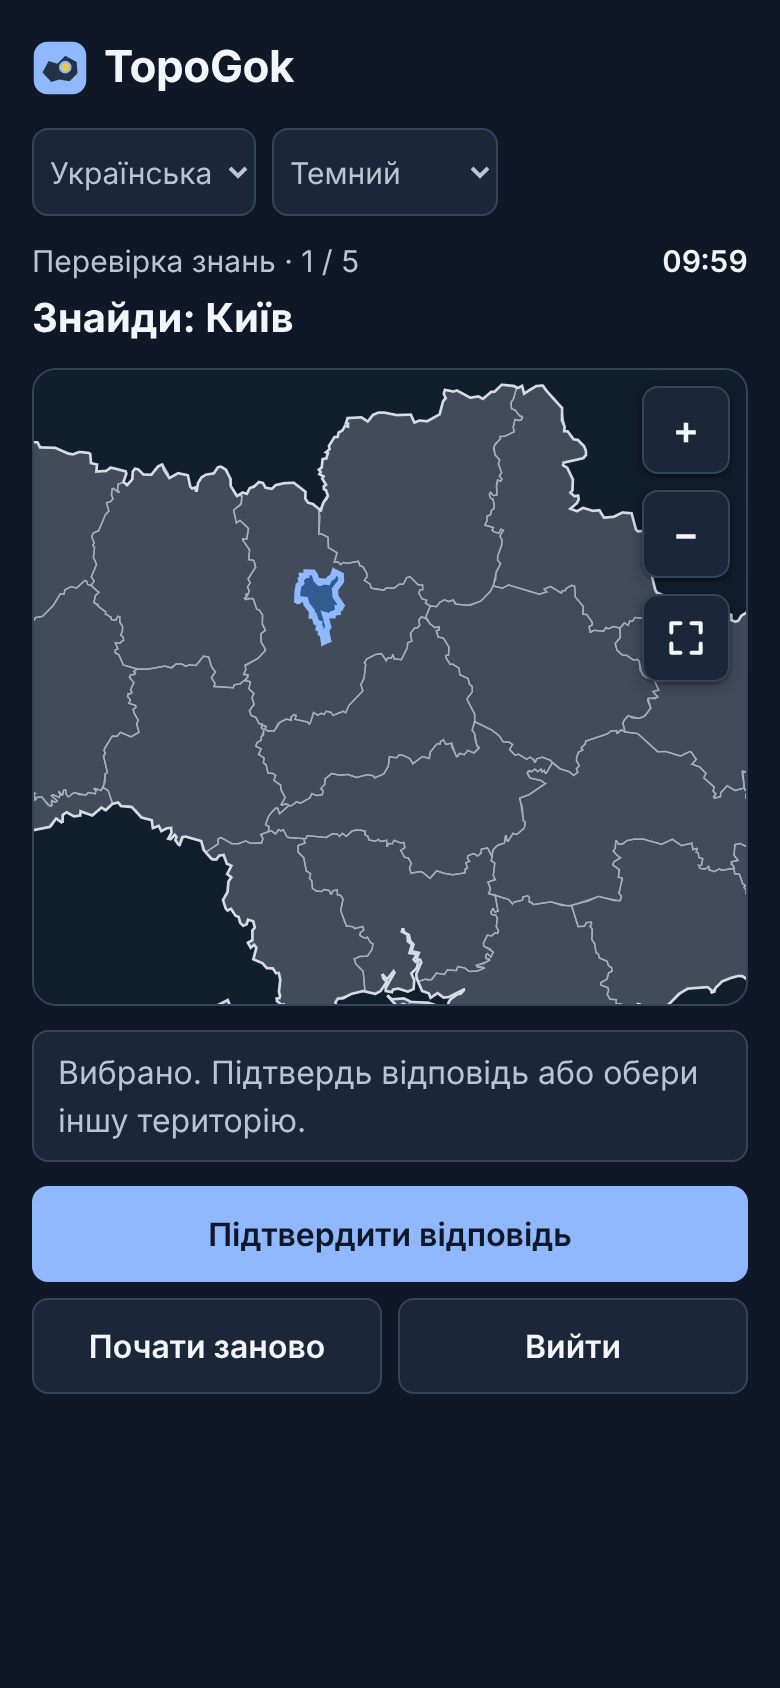 TopoGok
Українська
Темний
Перевірка знань · 1 / 5
09:59
Знайди: Київ
+
−
Вибрано. Підтвердь відповідь або обери
іншу територію.
Підтвердити відповідь
Почати заново
Вийти